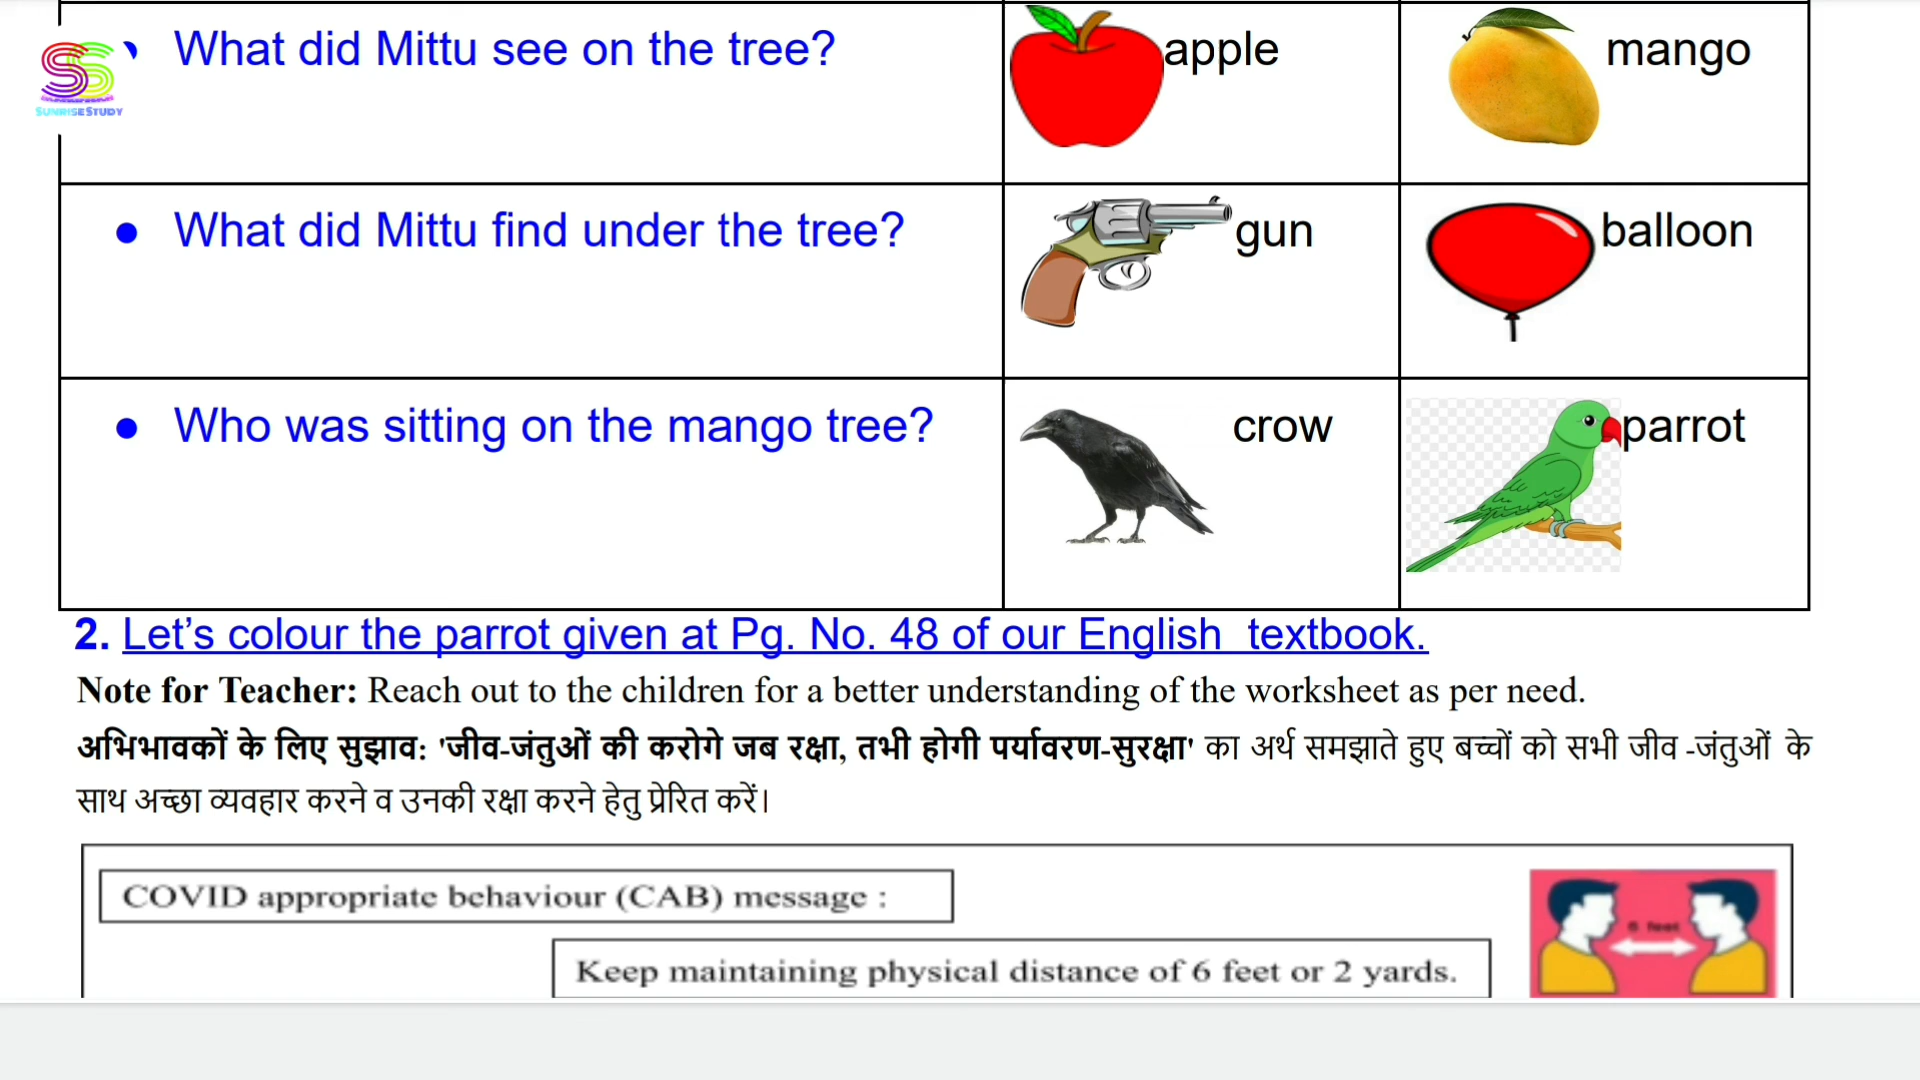 What did Mittu see on the tree? apple mango
SUNRISE STUDY
● What did Mittu find under the tree? gun balloon
● Who was sitting on the mango tree? crow parrot
2. Let’s colour the parrot given at Pg. No. 48 of our English textbook.
Note for Teacher: Reach out to the children for a better understanding of the worksheet as per need.
अभिभावकों के लिए सुझाव: 'जीव-जंतुओं की करोगे जब रक्षा, तभी होगी पर्यावरण-सुरक्षा' का अर्थ समझाते हुए बच्चों को सभी जीव -जंतुओं के
साथ अच्छा व्यवहार करने व उनकी रक्षा करने हेतु प्रेरित करें।
COVID appropriate behaviour (CAB) message :
6 feet
Keep maintaining physical distance of 6 feet or 2 yards.